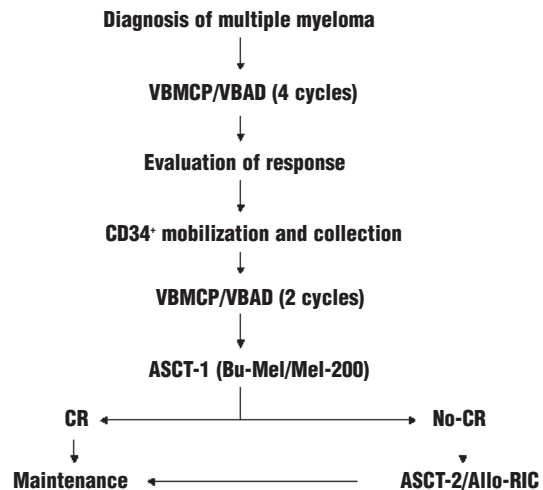 Diagnosis of multiple myeloma
VBMCP/VBAD (4 cycles)
Evaluation of response
CD34⁺ mobilization and collection
VBMCP/VBAD (2 cycles)
ASCT-1 (Bu-Mel/Mel-200)
CR No-CR
Maintenance ASCT-2/Allo-RIC